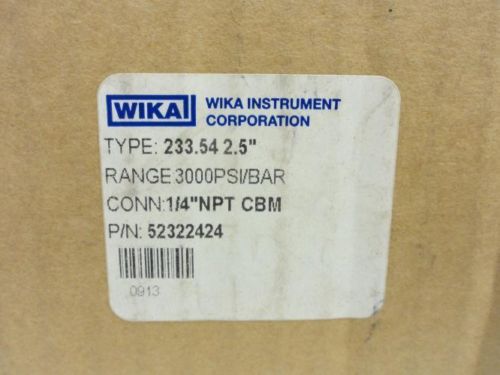 WIKA
WIKA INSTRUMENT
CORPORATION
TYPE: 233.54 2.5"
RANGE 3000PSI/BAR
CONN:1/4"NPT CBM
P/N: 52322424
0913